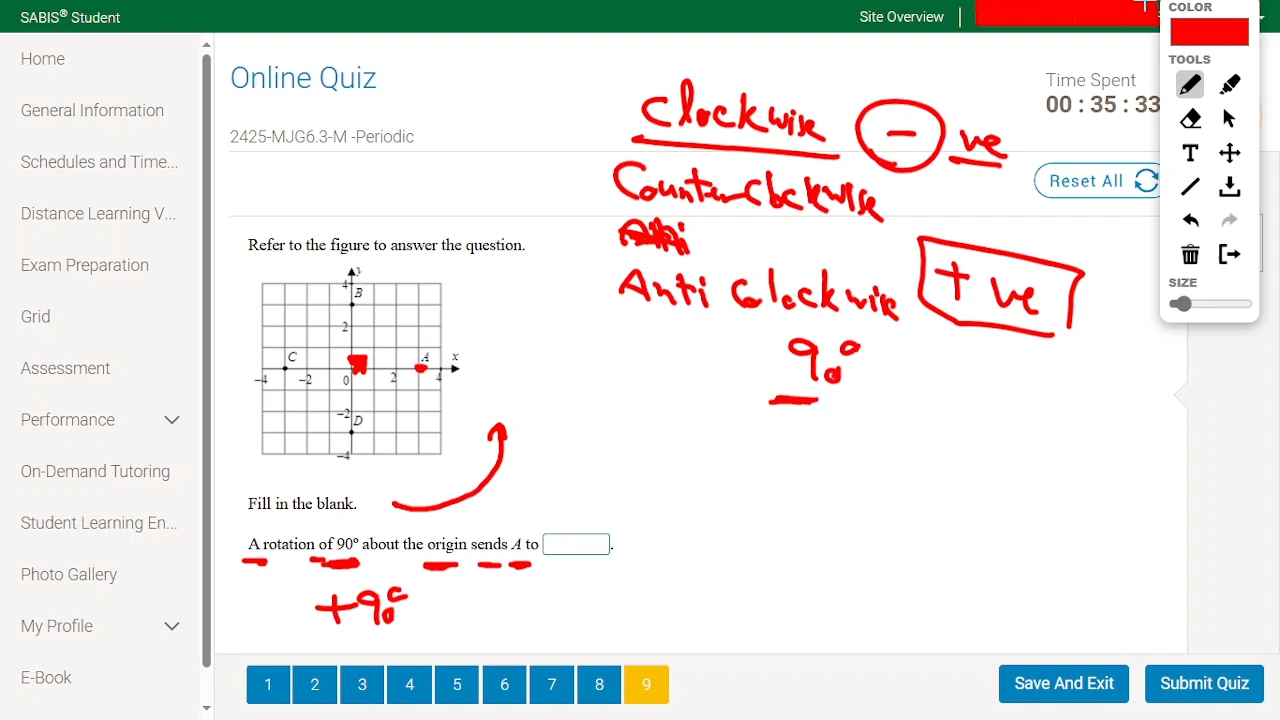 SABIS® Student
Site Overview
COLOR
TOOLS
SIZE
Home
General Information
Schedules and Time...
Distance Learning V...
Exam Preparation
Grid
Assessment
Performance
On-Demand Tutoring
Student Learning En...
Photo Gallery
My Profile
E-Book
Online Quiz
Time Spent
00 : 35 : 33
2425-MJG6.3-M -Periodic
Reset All
Clockwise - ve
Counterclockwise
Anti Clockwise + ve
90°
Refer to the figure to answer the question.
y
4
B
2
C
A
x
-4
-2
0
2
4
-2
D
-4
Fill in the blank.
A rotation of 90° about the origin sends A to .
+90°
1 2 3 4 5 6 7 8 9
Save And Exit
Submit Quiz